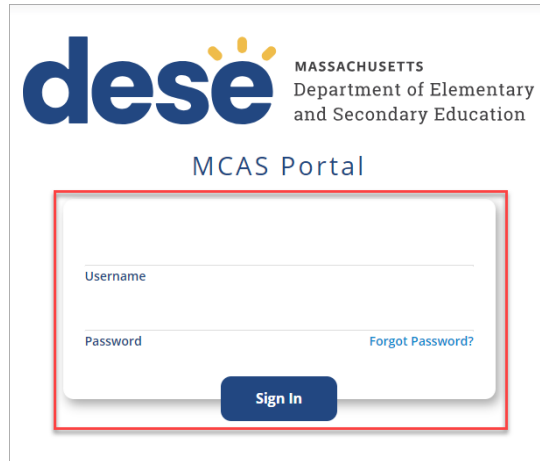 dese
MASSACHUSETTS
Department of Elementary
and Secondary Education
MCAS Portal
Username
Password Forgot Password?
Sign In